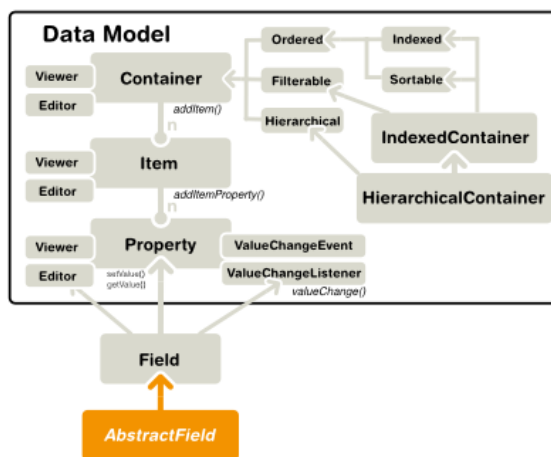 Data Model
Ordered
Indexed
Viewer
Container
Filterable
Sortable
Editor
addItem()
n
Hierarchical
IndexedContainer
Viewer
Item
Editor
addItemProperty()
HierarchicalContainer
n
Viewer
Property
ValueChangeEvent
Editor
setValue()
getValue()
ValueChangeListener
valueChange()
Field
AbstractField